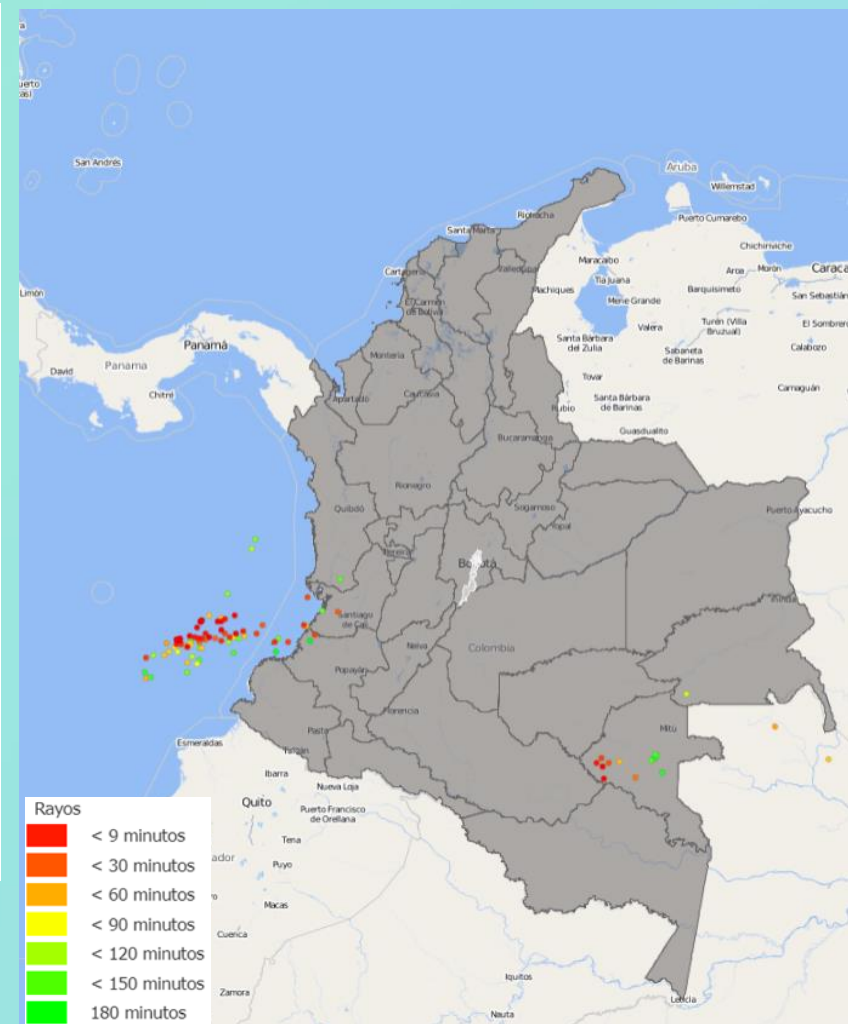 San Andrés
Aruba
Willemstad
Riohacha
Puerto Cumarebo
Santa Marta
Chichiriviche
Maracaibo
Valledupar
Cartagena
Tía Juana
Aroa
Morón
Caraca
Machiques
Mene Grande
Barquisimeto
San Sebastián
Limón
El Carmen
de Bolívar
Valera
Turén (Villa
Bruzual)
El Sombrero
Panamá
Santa Bárbara
del Zulia
Sabaneta
de Barinas
Calabozo
Montería
David
Panamá
Tovar
Camaguán
Chitré
Apartadó
Caucasia
Rubio
Santa Bárbara
de Barinas
Guasdualito
Bucaramanga
Rionegro
Quibdó
Sogamoso
Puerto Ayacucho
Yopal
Pereira
Bogotá
Inírida
Santiago
de Cali
Neiva
Colombia
Popayán
Florencia
Mitú
Pasto
Esmeraldas
Tulcán
Ibarra
Nueva Loja
Quito
Puerto Francisco
de Orellana
Tena
ador
Puyo
Macas
Cuenca
Iquitos
Zamora
Leticia
Nauta
Rayos
< 9 minutos
< 30 minutos
< 60 minutos
< 90 minutos
< 120 minutos
< 150 minutos
180 minutos